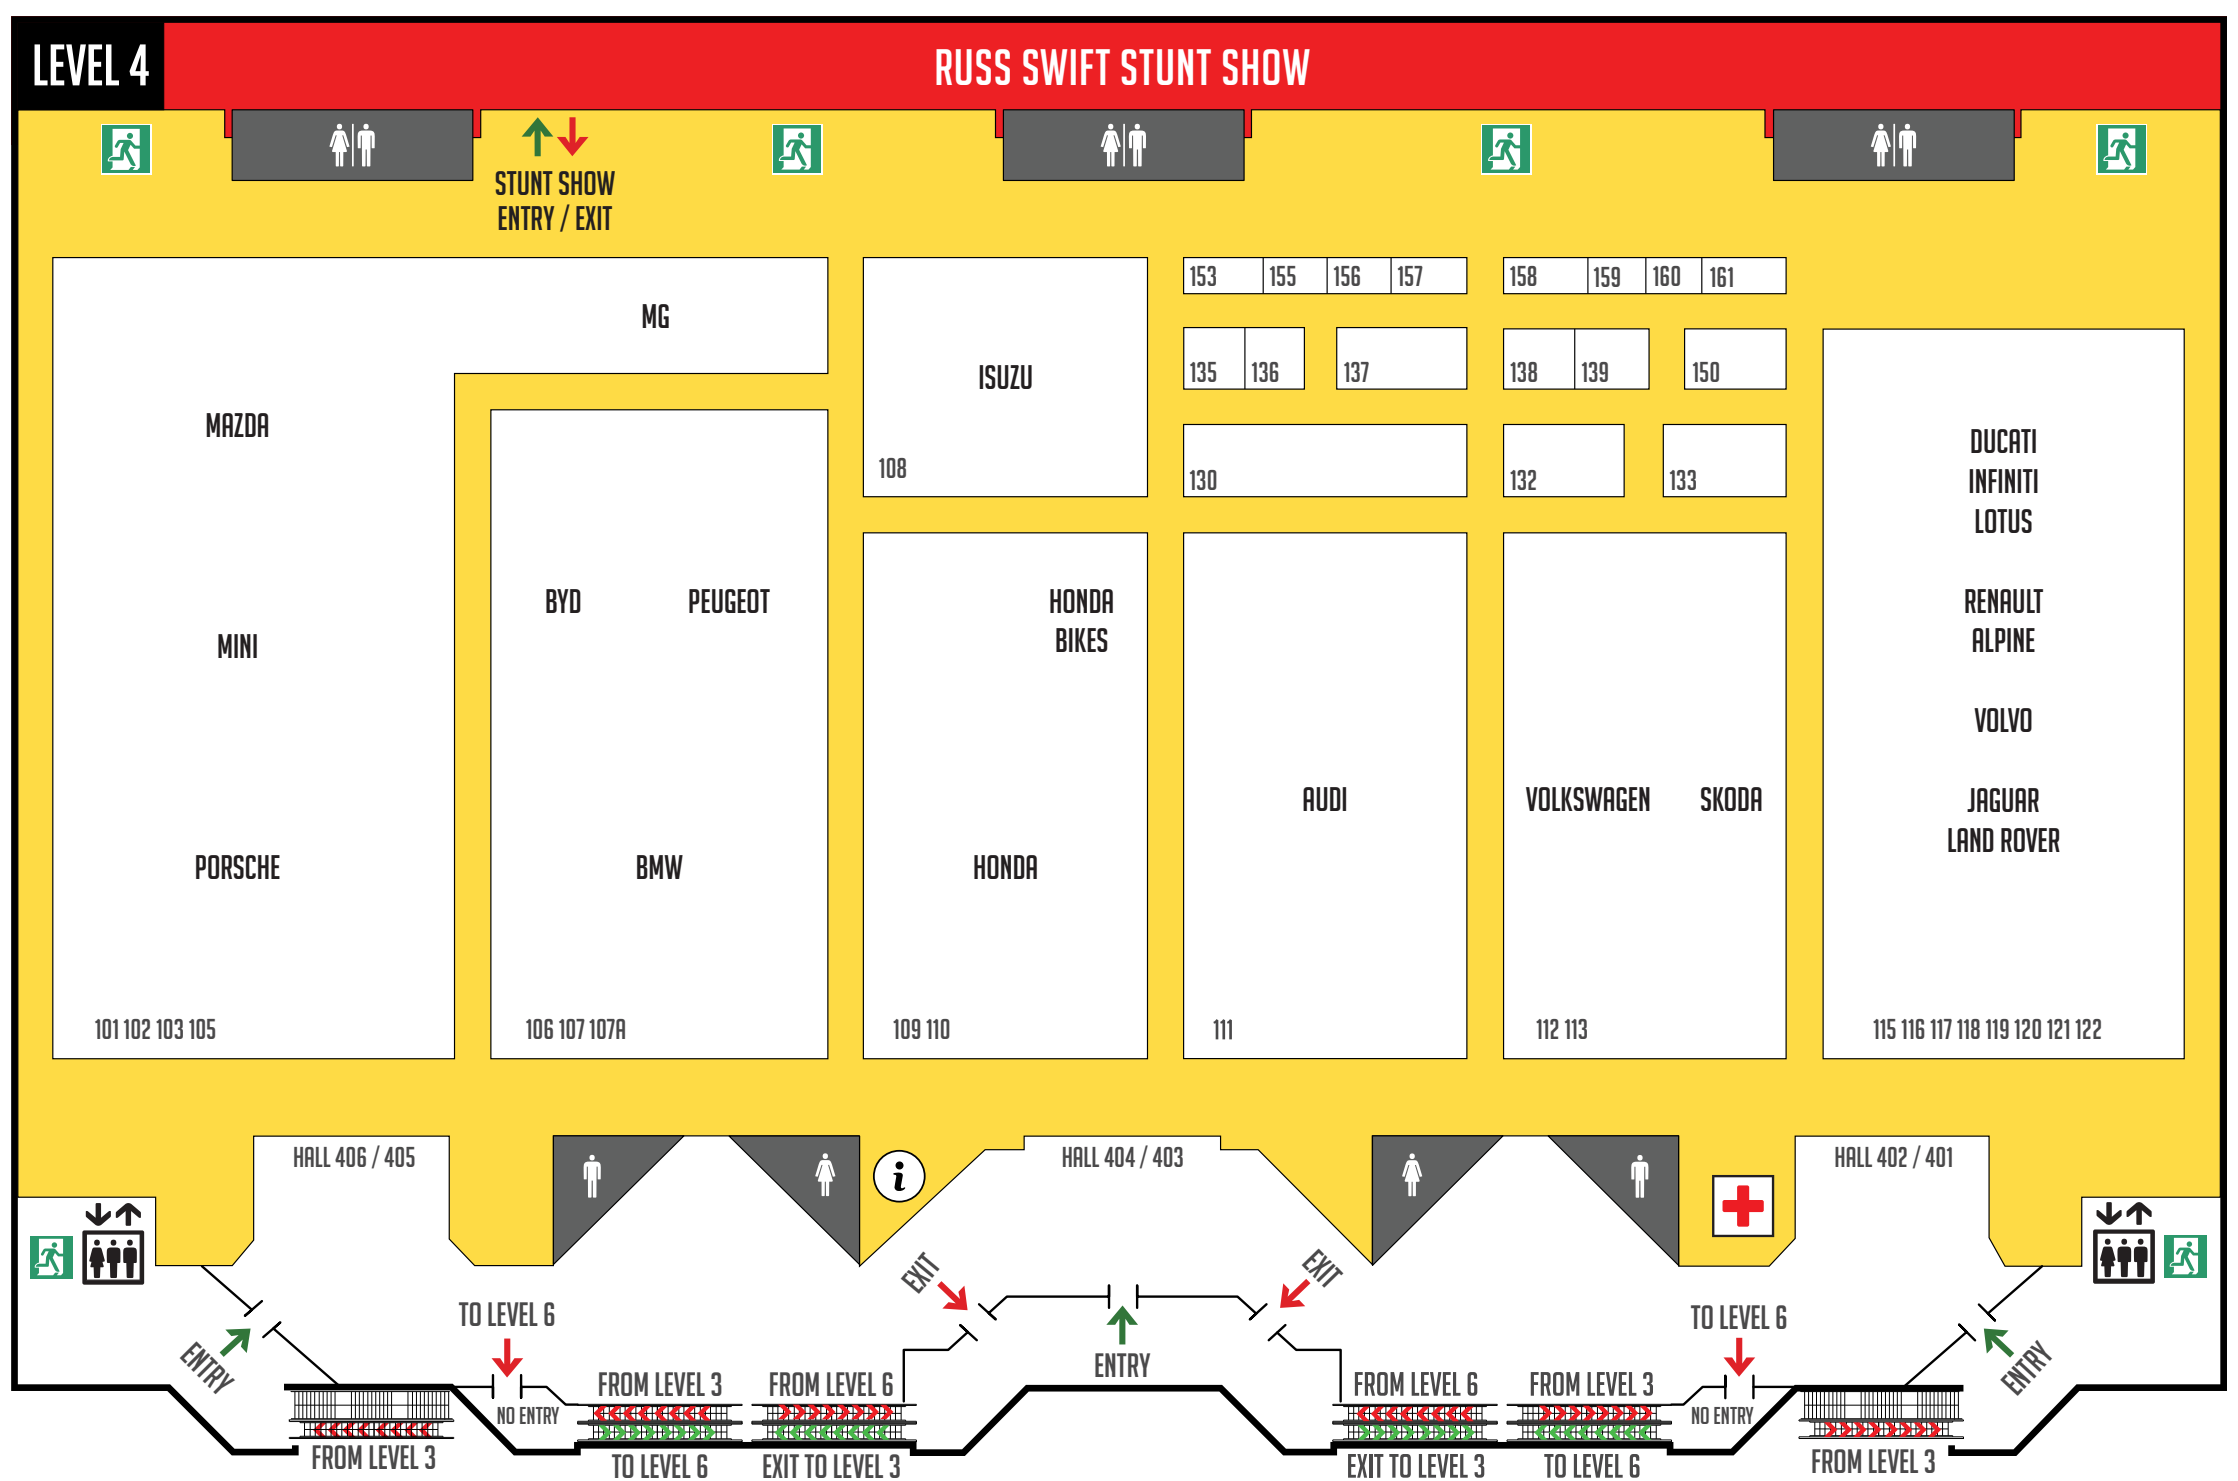 LEVEL 4
RUSS SWIFT STUNT SHOW
STUNT SHOW
ENTRY / EXIT
MG
MAZDA
MINI
PORSCHE
101 102 103 105
BYD
PEUGEOT
BMW
106 107 107A
ISUZU
108
HONDA
BIKES
HONDA
109 110
153
155
156
157
158
159
160
161
135
136
137
138
139
150
130
132
133
AUDI
111
VOLKSWAGEN
SKODA
112 113
DUCATI
INFINITI
LOTUS
RENAULT
ALPINE
VOLVO
JAGUAR
LAND ROVER
115 116 117 118 119 120 121 122
HALL 406 / 405
HALL 404 / 403
HALL 402 / 401
i
EXIT
EXIT
ENTRY
TO LEVEL 6
ENTRY
TO LEVEL 6
ENTRY
NO ENTRY
FROM LEVEL 3
FROM LEVEL 6
FROM LEVEL 6
FROM LEVEL 3
NO ENTRY
FROM LEVEL 3
TO LEVEL 6
EXIT TO LEVEL 3
EXIT TO LEVEL 3
TO LEVEL 6
FROM LEVEL 3